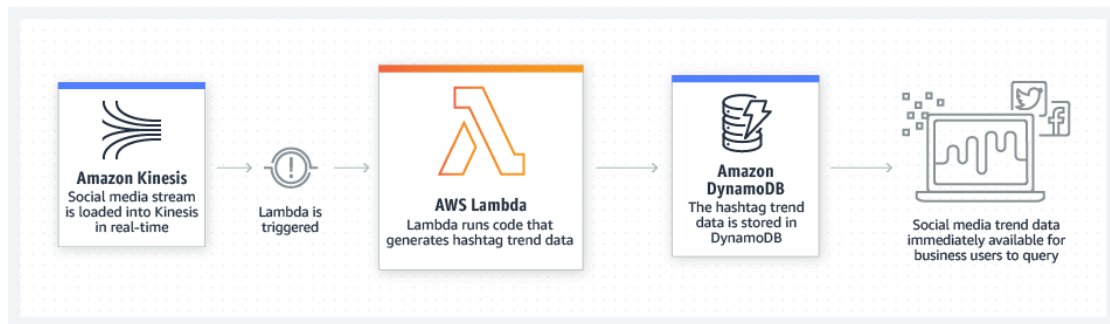 Amazon Kinesis
Social media stream
is loaded into Kinesis
in real-time
Lambda is
triggered
AWS Lambda
Lambda runs code that
generates hashtag trend data
Amazon
DynamoDB
The hashtag trend
data is stored in
DynamoDB
Social media trend data
immediately available for
business users to query